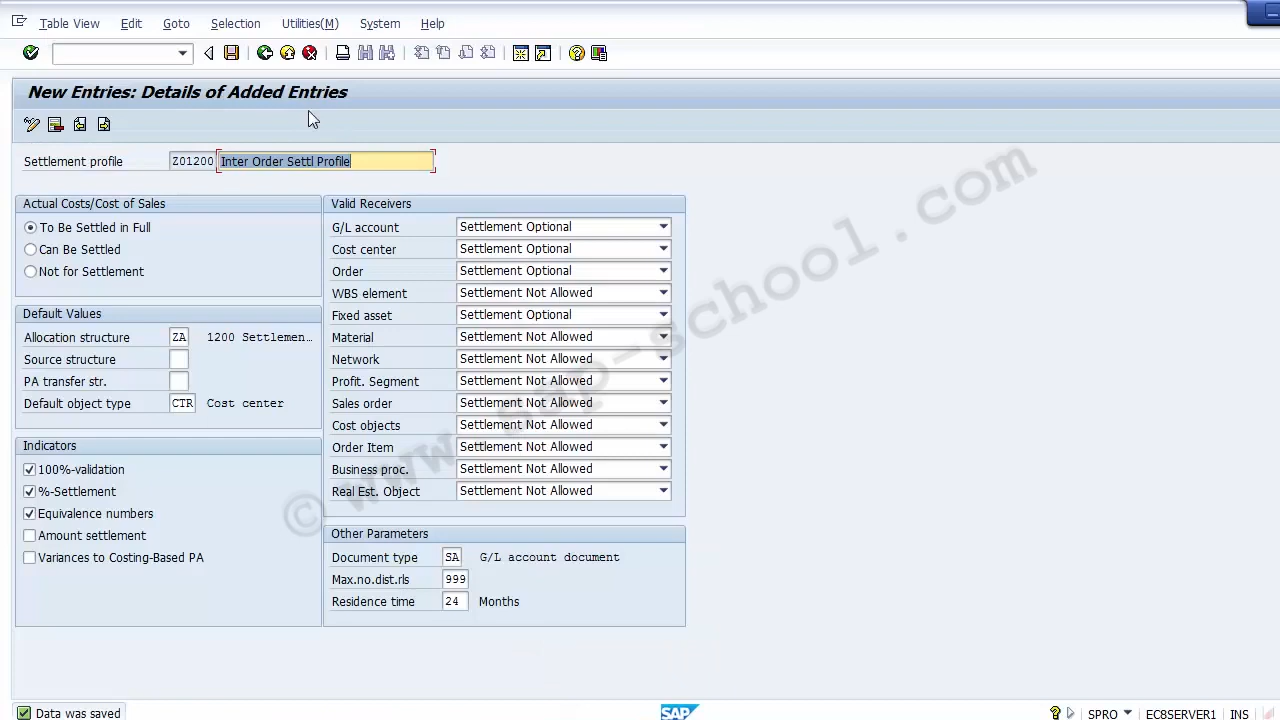 Table View Edit Goto Selection Utilities(M) System Help
New Entries: Details of Added Entries
Settlement profile Z01200 Inter Order Settl Profile
Actual Costs/Cost of Sales
To Be Settled in Full
Can Be Settled
Not for Settlement
Default Values
Allocation structure ZA 1200 Settlemen…
Source structure
PA transfer str.
Default object type CTR Cost center
Indicators
100%-validation
%-Settlement
Equivalence numbers
Amount settlement
Variances to Costing-Based PA
Valid Receivers
G/L account Settlement Optional
Cost center Settlement Optional
Order Settlement Optional
WBS element Settlement Not Allowed
Fixed asset Settlement Optional
Material Settlement Not Allowed
Network Settlement Not Allowed
Profit. Segment Settlement Not Allowed
Sales order Settlement Not Allowed
Cost objects Settlement Not Allowed
Order Item Settlement Not Allowed
Business proc. Settlement Not Allowed
Real Est. Object Settlement Not Allowed
Other Parameters
Document type SA G/L account document
Max.no.dist.rls 999
Residence time 24 Months
© www.sap-school.com
Data was saved SAP SPRO EC8SERVER1 INS